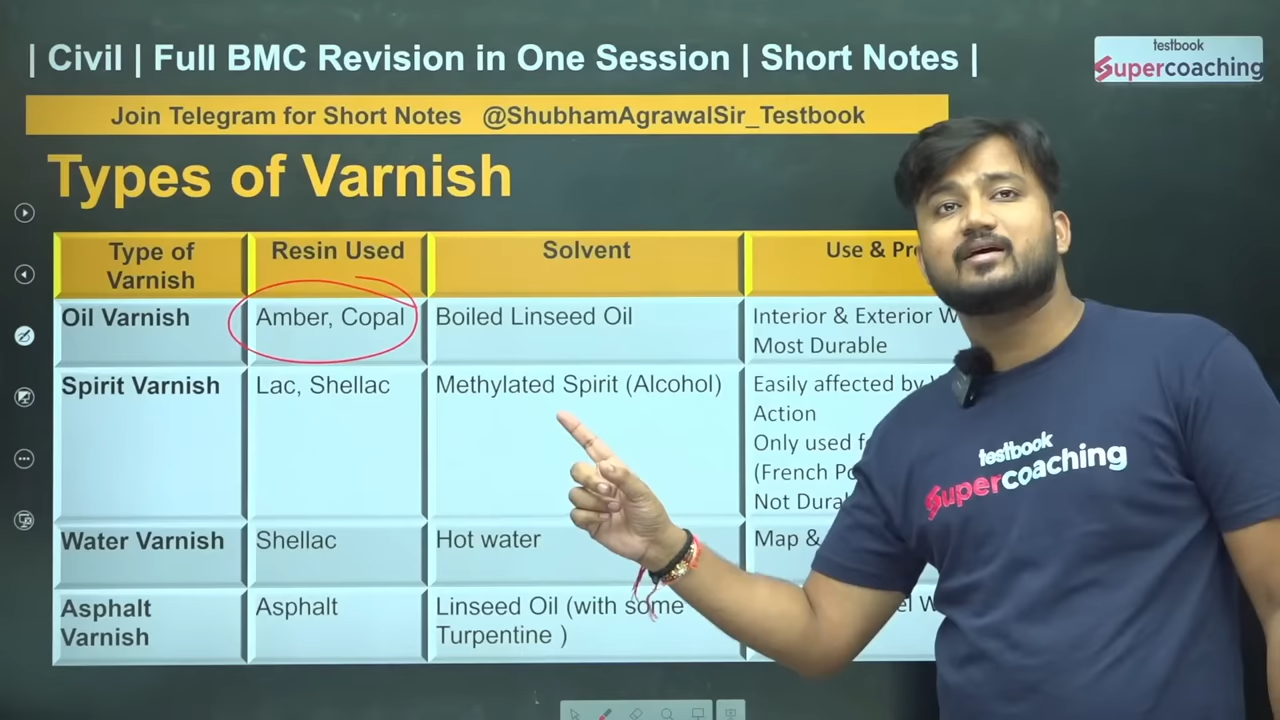 | Civil | Full BMC Revision in One Session | Short Notes |
testbook
Supercoaching
Join Telegram for Short Notes @ShubhamAgrawalSir_Testbook
Types of Varnish
Type of
Varnish
Resin Used
Solvent
Use &
Oil Varnish
Amber, Copal
Boiled Linseed Oil
Interior & Exterior
Most Durable
Spirit Varnish
Lac, Shellac
Methylated Spirit (Alcohol)
Easily affected by
Action
Only used
(French
Not
Water Varnish
Shellac
Hot water
Map &
Asphalt
Varnish
Asphalt
Linseed Oil (with some
Turpentine )
testbook
Supercoaching